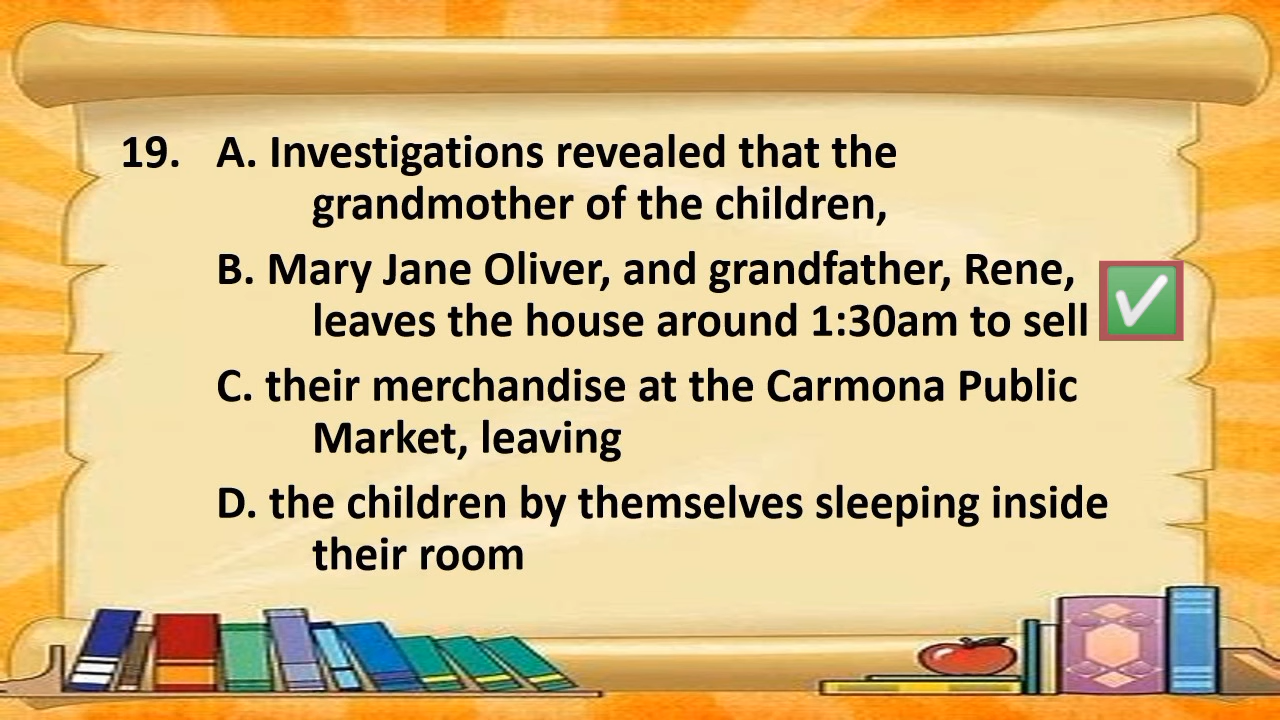 19. A. Investigations revealed that the
grandmother of the children,
B. Mary Jane Oliver, and grandfather, Rene,
leaves the house around 1:30am to sell
C. their merchandise at the Carmona Public
Market, leaving
D. the children by themselves sleeping inside
their room